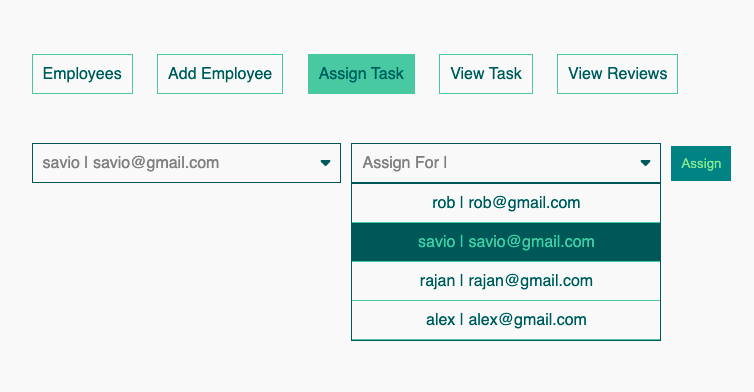 Employees Add Employee Assign Task View Task View Reviews
savio | savio@gmail.com Assign For | Assign
rob | rob@gmail.com
savio | savio@gmail.com
rajan | rajan@gmail.com
alex | alex@gmail.com